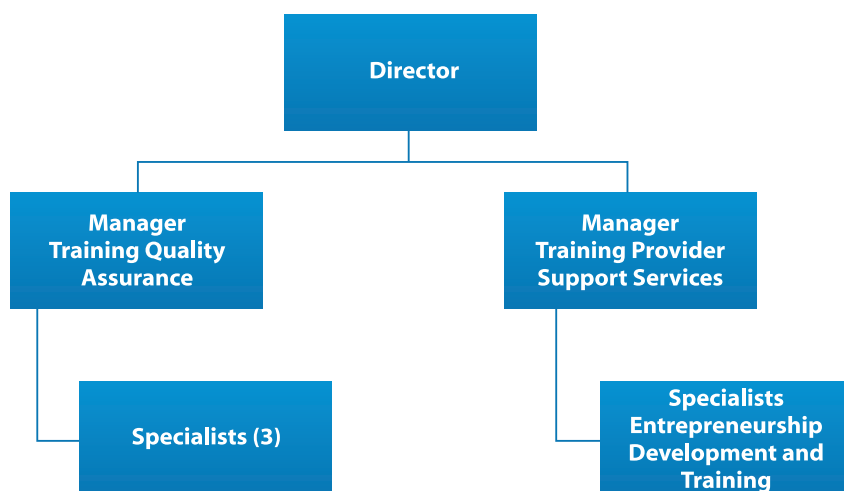 Director
Manager
Training Quality
Assurance
Manager
Training Provider
Support Services
Specialists (3)
Specialists
Entrepreneurship
Development and
Training